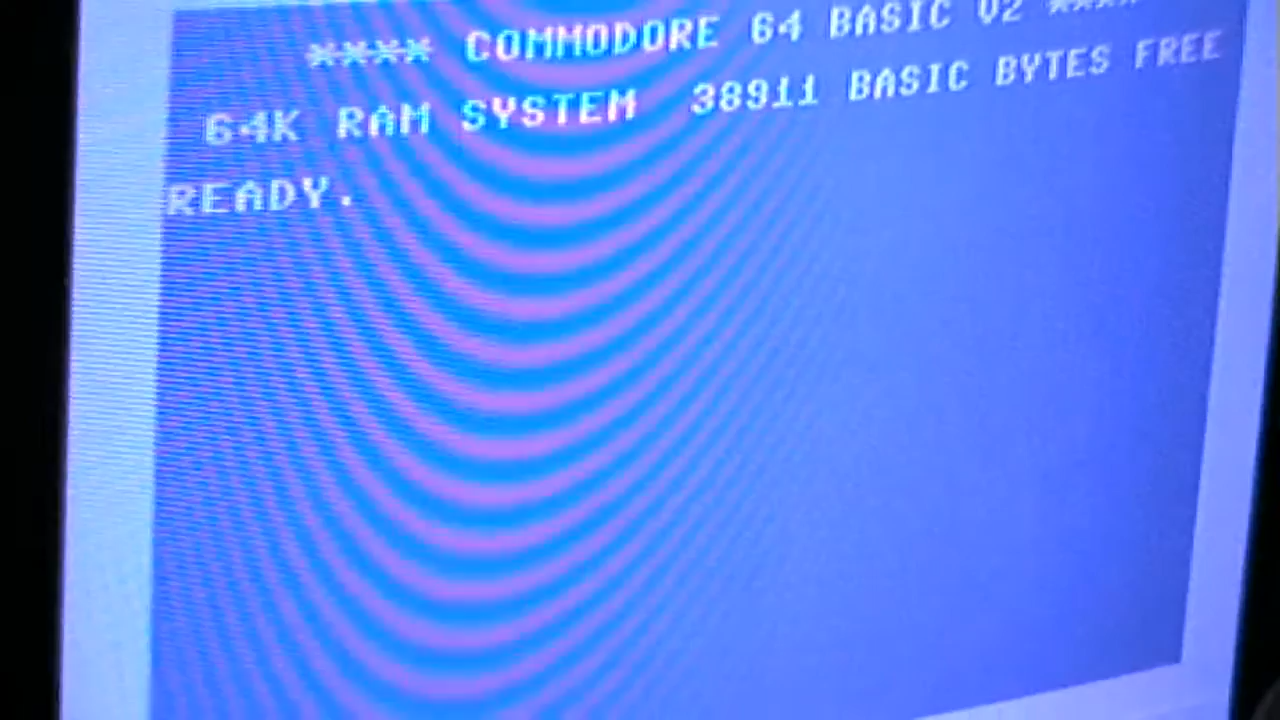 **** COMMODORE 64 BASIC V2 ****
64K RAM SYSTEM  38911 BASIC BYTES FREE
READY.